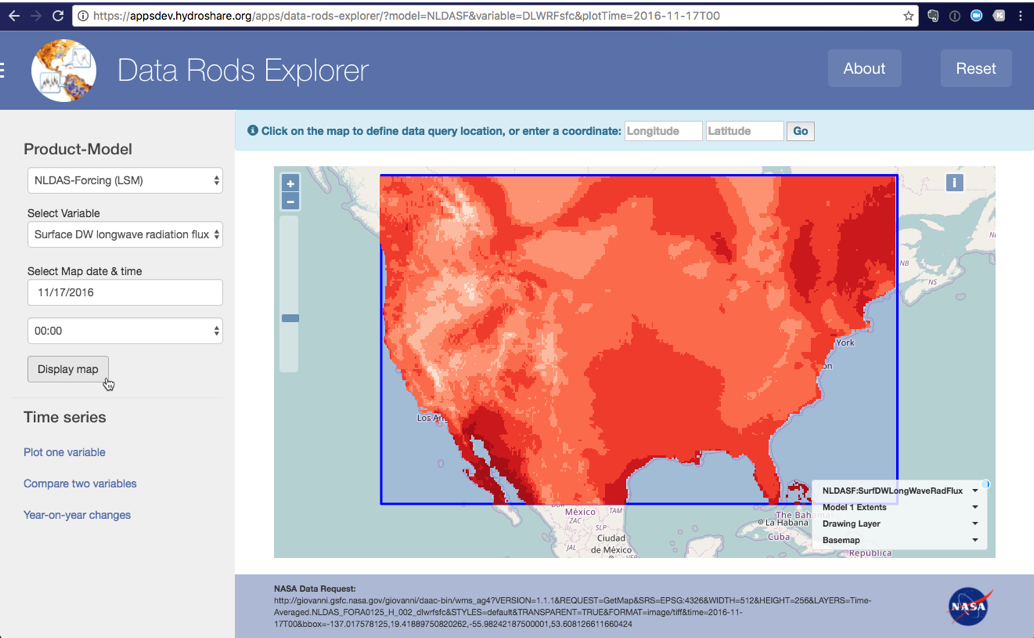 https://appsdev.hydroshare.org/apps/data-rods-explorer/?model=NLDASF&variable=DLWRFsfc&plotTime=2016-11-17T00
Data Rods Explorer
About
Reset
Click on the map to define data query location, or enter a coordinate: Longitude Latitude Go
Product-Model
NLDAS-Forcing (LSM)
Select Variable
Surface DW longwave radiation flux
Select Map date & time
11/17/2016
00:00
Display map
Time series
Plot one variable
Compare two variables
Year-on-year changes
+
−
i
NB
NS
York
Los An
México
TAM
ZAC
SLP
JAL
Ciudad
de México
The Bah
La Habana
Cuba
República
NLDASF:SurfDWLongWaveRadFlux
Model 1 Extents
Drawing Layer
Basemap
NASA Data Request:
http://giovanni.gsfc.nasa.gov/giovanni/daac-bin/wms_ag4?VERSION=1.1.1&REQUEST=GetMap&SRS=EPSG:4326&WIDTH=512&HEIGHT=256&LAYERS=Time-
Averaged.NLDAS_FORA0125_H_002_dlwrfsfc&STYLES=default&TRANSPARENT=TRUE&FORMAT=image/tiff&time=2016-11-
17T00&bbox=-137.017578125,19.41889750820262,-55.98242187500001,53.608126611660424
NASA